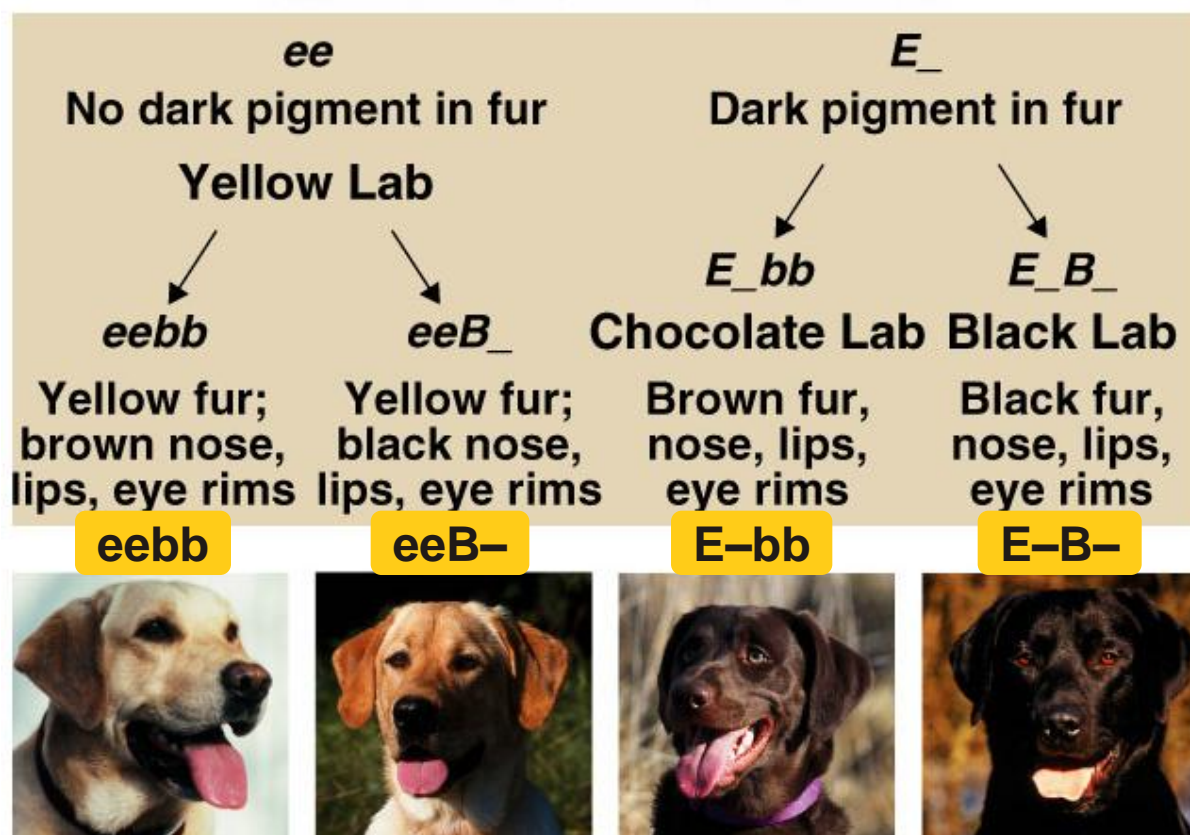 ee
No dark pigment in fur
Yellow Lab
eebb
Yellow fur;
brown nose,
lips, eye rims
eeB_
Yellow fur;
black nose,
lips, eye rims
E_
Dark pigment in fur
E_bb
Chocolate Lab
Brown fur,
nose, lips,
eye rims
E_B_
Black Lab
Black fur,
nose, lips,
eye rims
eebb
eeB–
E–bb
E–B–